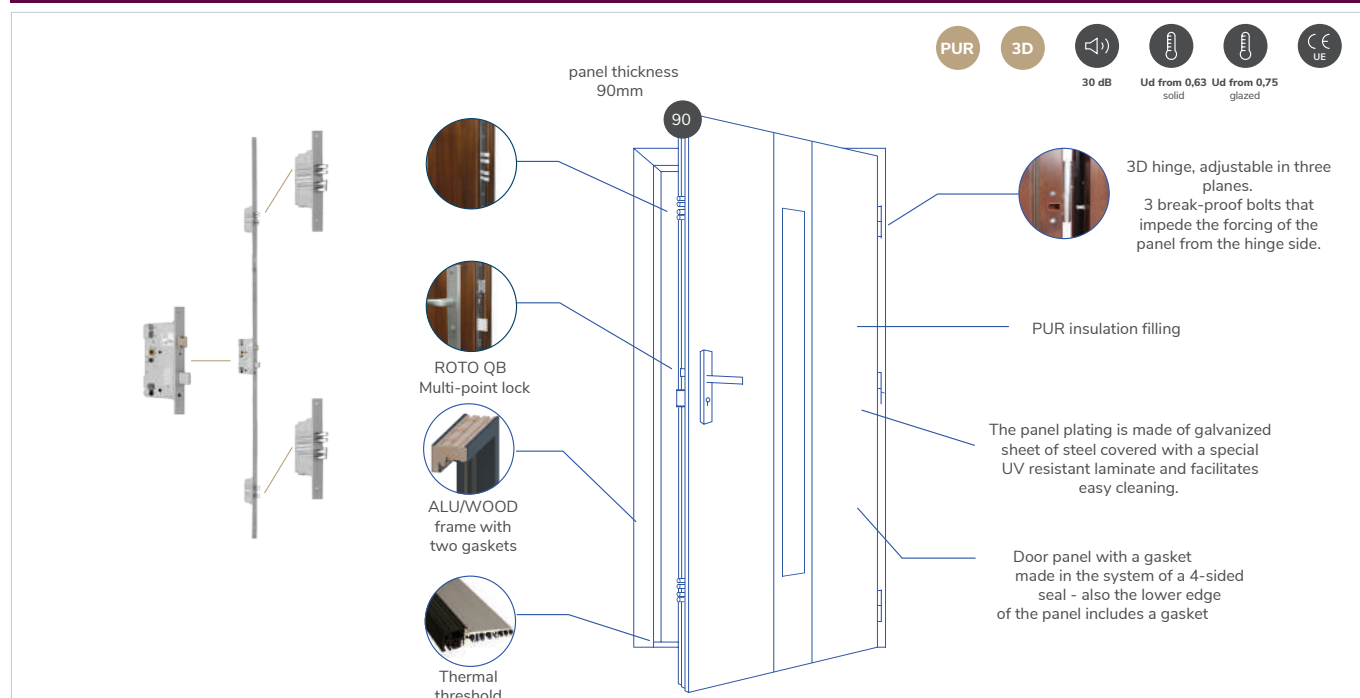 PUR
3D
30 dB
Ud from 0,63
solid
Ud from 0,75
glazed
CE
UE
panel thickness
90mm
90
3D hinge, adjustable in three
planes.
3 break-proof bolts that
impede the forcing of the
panel from the hinge side.
ROTO QB
Multi-point lock
PUR insulation filling
The panel plating is made of galvanized
sheet of steel covered with a special
UV resistant laminate and facilitates
easy cleaning.
ALU/WOOD
frame with
two gaskets
Door panel with a gasket
made in the system of a 4-sided
seal - also the lower edge
of the panel includes a gasket
Thermal
threshold